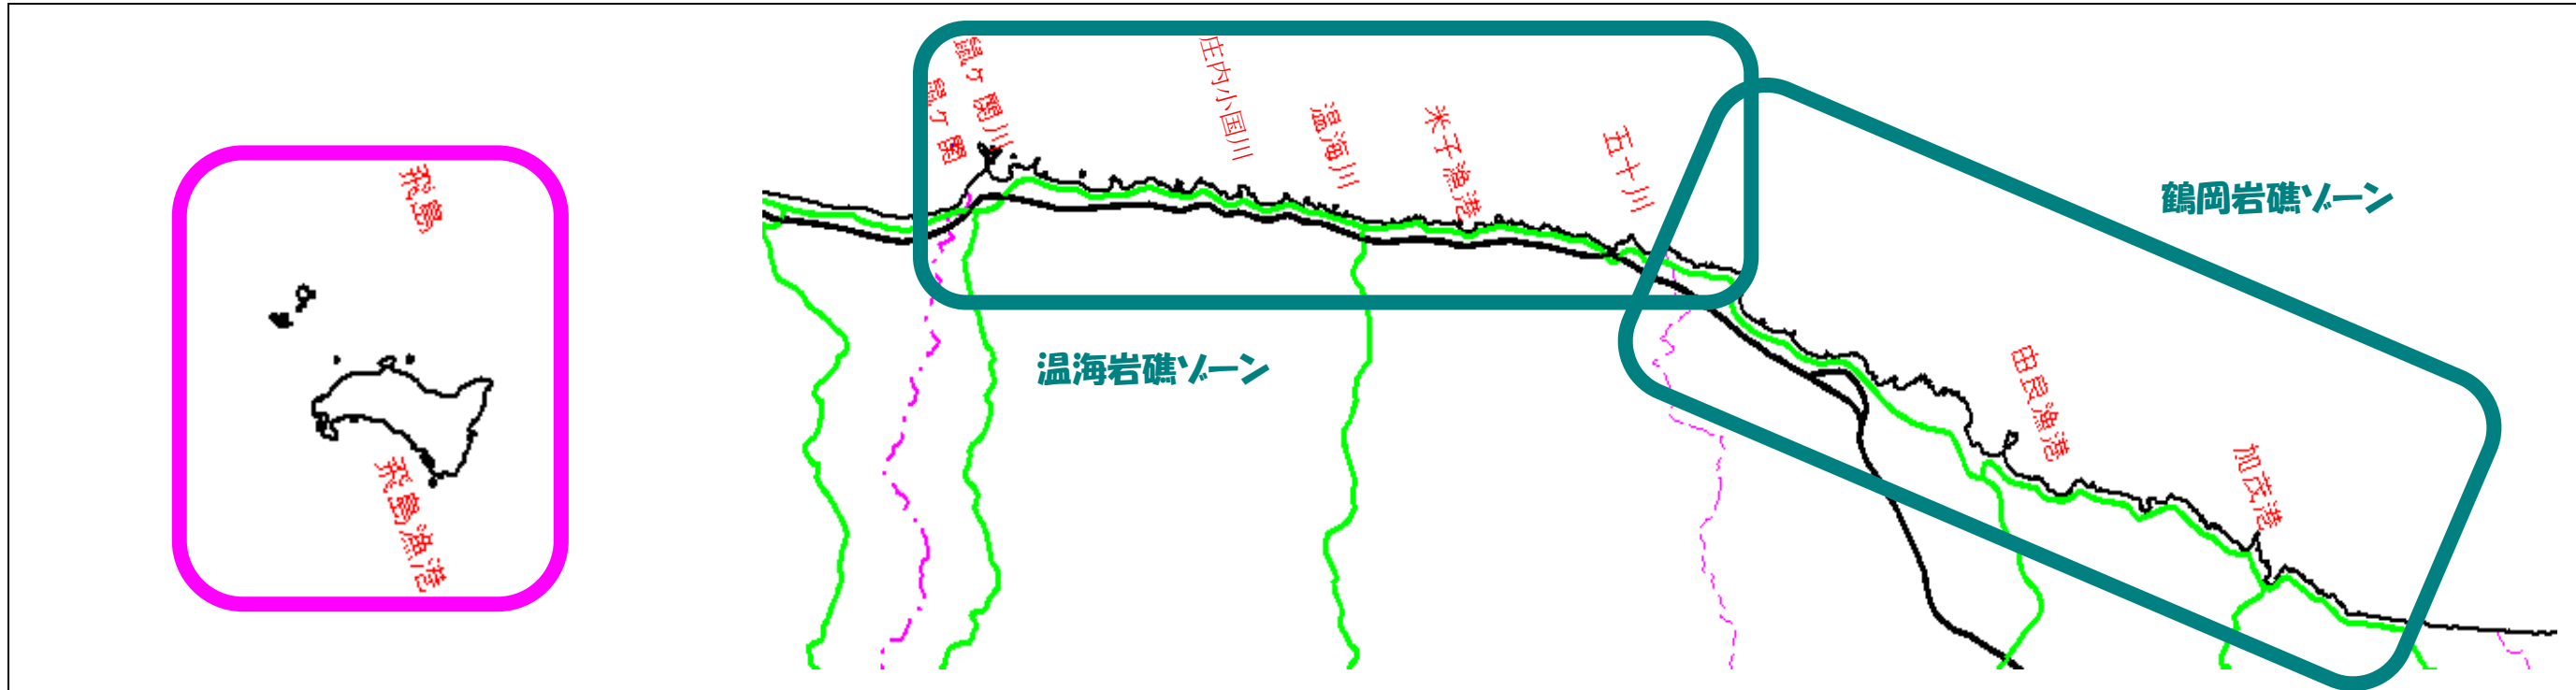 飛島
飛島漁港
鼠ヶ関
鼠ヶ関川
庄内小国川
温海川
米子漁港
五十川
温海岩礁ゾーン
鶴岡岩礁ゾーン
由良漁港
加茂港